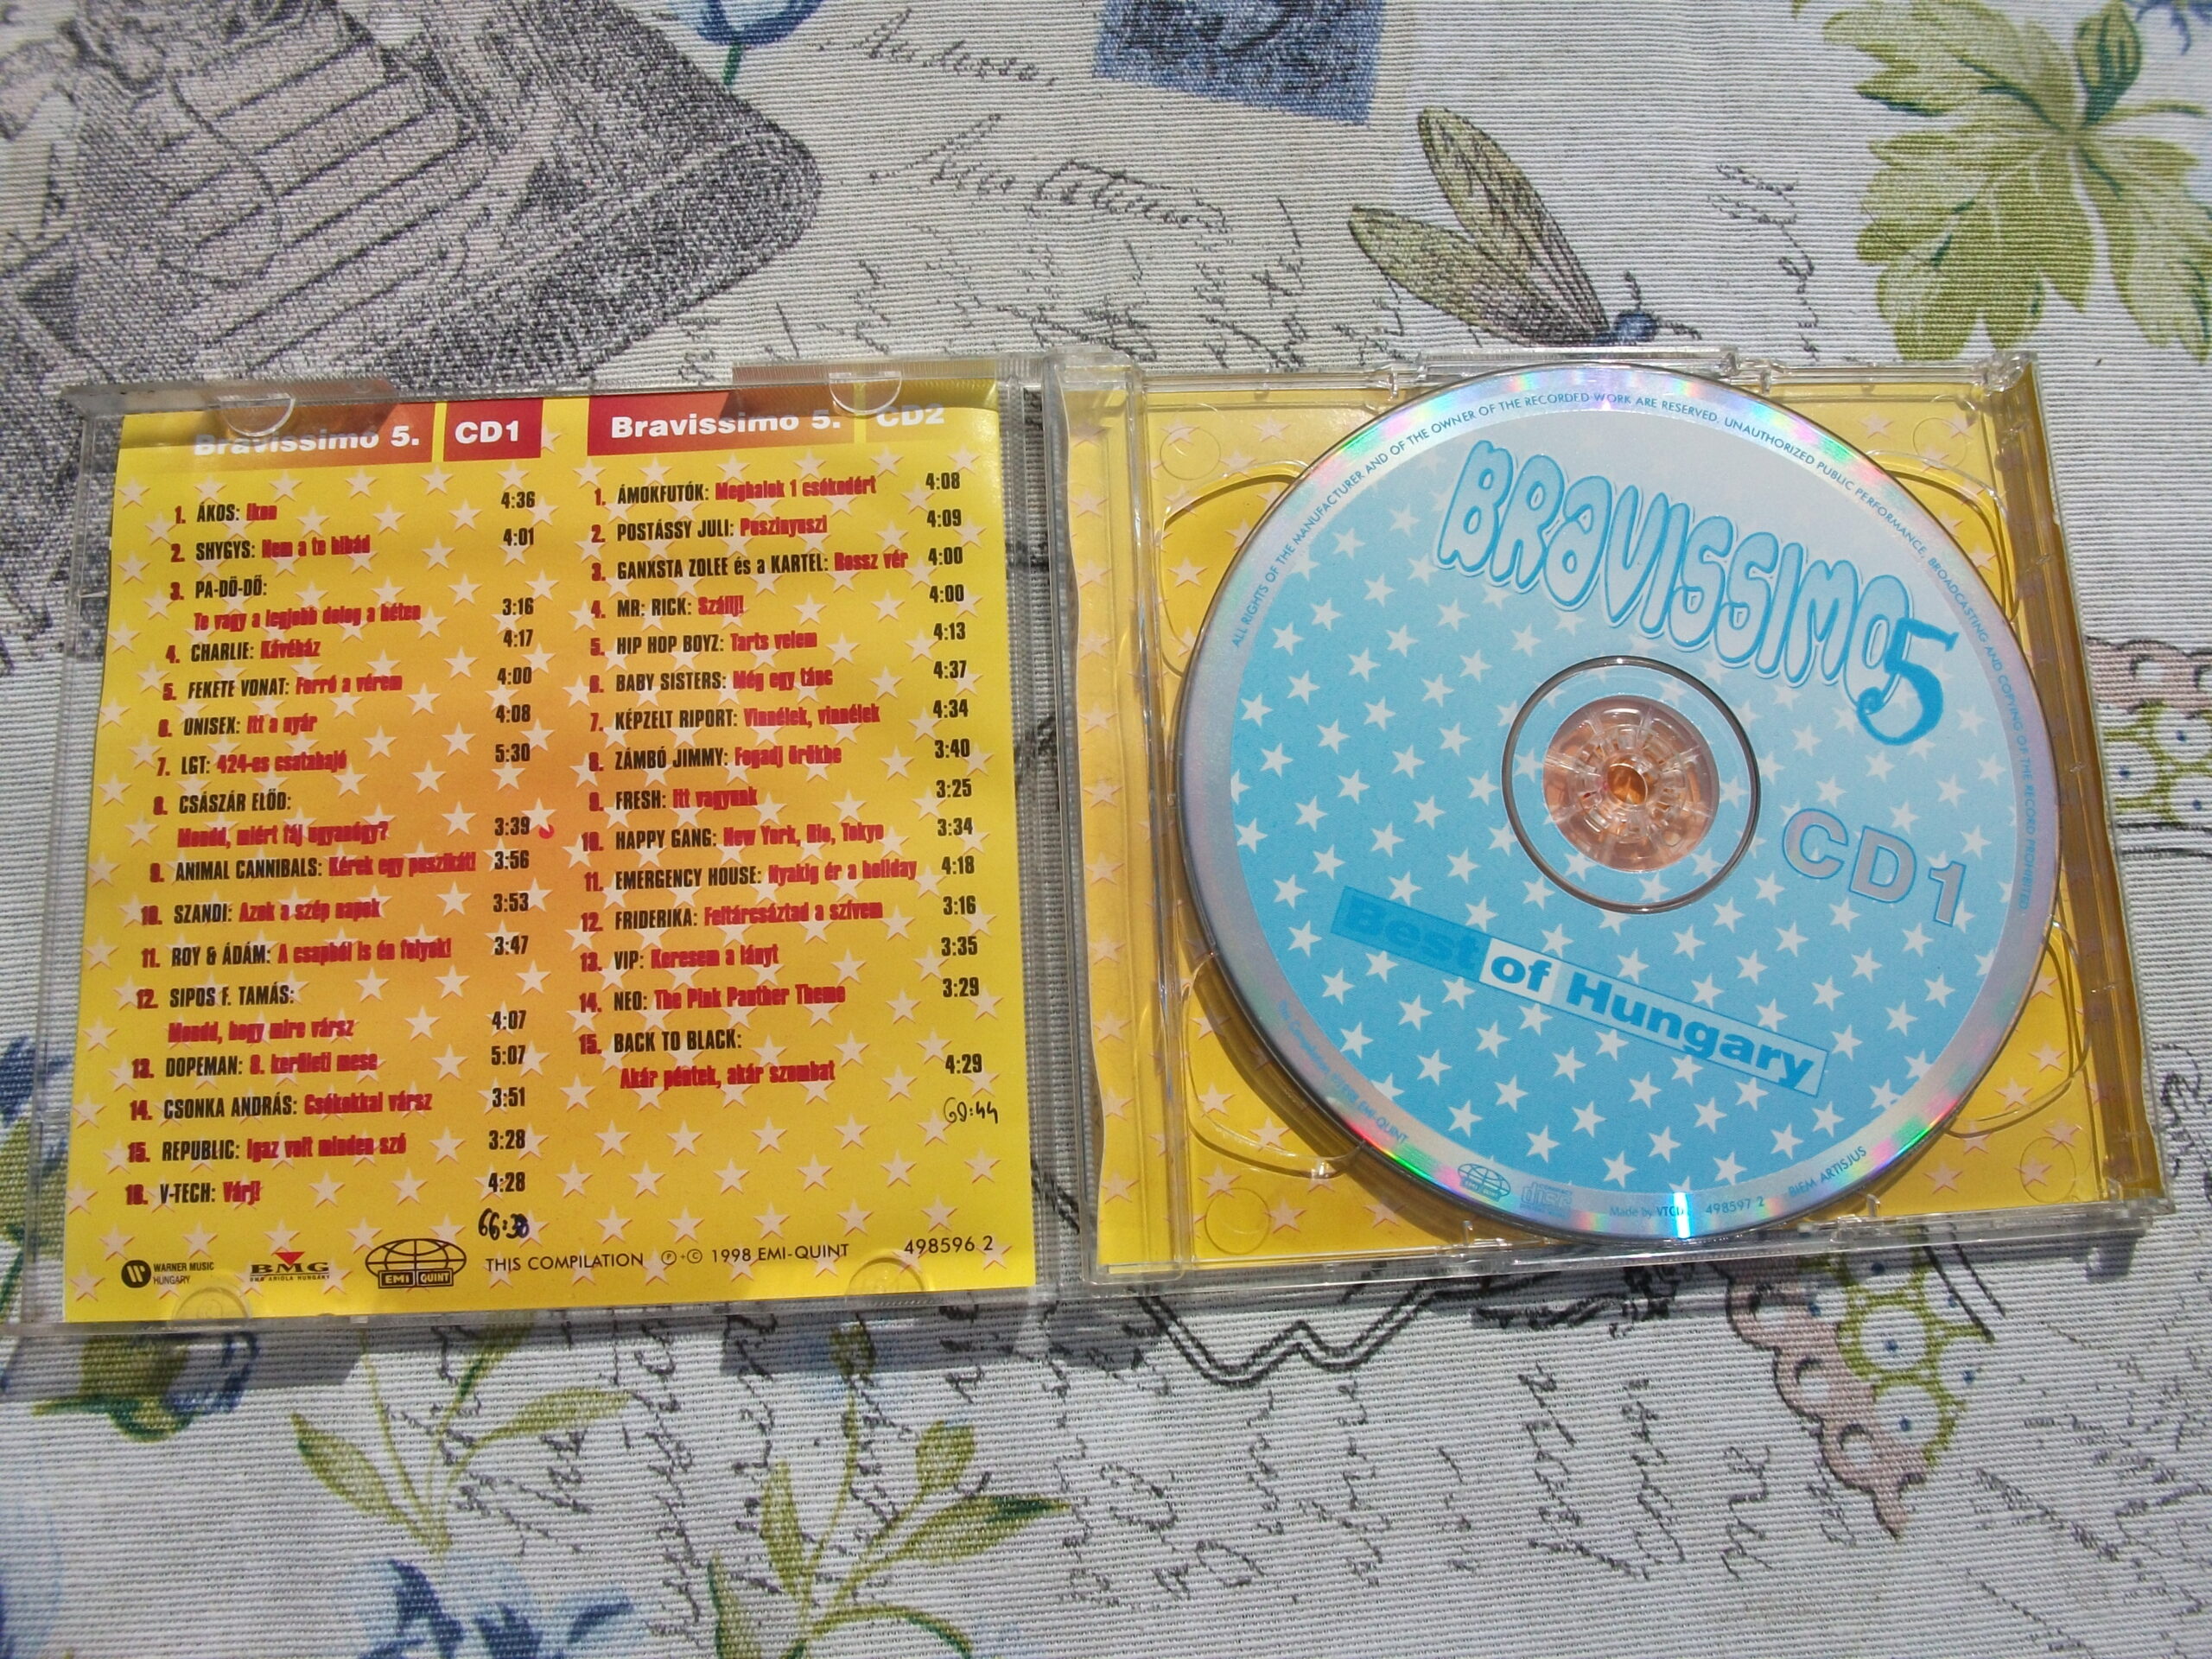 Bravissimo 5. CD1
1. ÁKOS: Ikon 4:36
2. SHYGYS: Nem a te hibád 4:01
3. PA-DÖ-DŐ:
Te vagy a legjobb dolog a héten 3:16
4. CHARLIE: Kávéház 4:17
5. FEKETE VONAT: Forró a vérem 4:00
6. UNISEX: Itt a nyár 4:08
7. LGT: 424-es csatahajó 5:30
8. CSÁSZÁR ELŐD:
Mondd, miért fáj ugyanúgy? 3:39
9. ANIMAL CANNIBALS: Kérek egy puszikát! 3:56
10. SZANDI: Azok a szép napok 3:53
11. ROY & ÁDÁM: A csapból is én folyok! 3:47
12. SIPOS F. TAMÁS:
Mondd, hogy mire vársz 4:07
13. DOPEMAN: 8. kerületi mese 5:07
14. CSONKA ANDRÁS: Csókokkal vársz 3:51
15. REPUBLIC: Igaz volt minden szó 3:28
16. V-TECH: Várj! 4:28
66:30
Bravissimo 5. CD2
1. ÁMOKFUTÓK: Meghalok 1 csókodért 4:08
2. POSTÁSSY JULI: Puszinyuszi 4:09
3. GANXSTA ZOLEE és a KARTEL: Rossz vér 4:00
4. MR: RICK: Szállj! 4:00
5. HIP HOP BOYZ: Tarts velem 4:13
6. BABY SISTERS: Még egy tánc 4:37
7. KÉPZELT RIPORT: Vinnélek, vinnélek 4:34
8. ZÁMBÓ JIMMY: Fogadj örökbe 3:40
9. FRESH: Itt vagyunk 3:25
10. HAPPY GANG: New York, Rio, Tokyo 3:34
11. EMERGENCY HOUSE: Nyakig ér a holiday 4:18
12. FRIDERIKA: Feltárcsáztad a szívem 3:16
13. VIP: Keresem a lányt 3:35
14. NEO: The Pink Panther Theme 3:29
15. BACK TO BLACK:
Akár péntek, akár szombat 4:29
60:44
WARNER MUSIC
HUNGARY
BMG
BMG ARIOLA HUNGARY
EMI QUINT
THIS COMPILATION ℗+© 1998 EMI-QUINT 498596 2
ALL RIGHTS OF THE MANUFACTURER AND OF THE OWNER OF THE RECORDED WORK ARE RESERVED. UNAUTHORIZED PUBLIC PERFORMANCE, BROADCASTING AND COPYING OF THE RECORD PROHIBITED
BRAVISSIMO 5
CD1
Best of Hungary
EMI QUINT
disc
Made by VTCD
498597 2
BIEM ARTISJUS